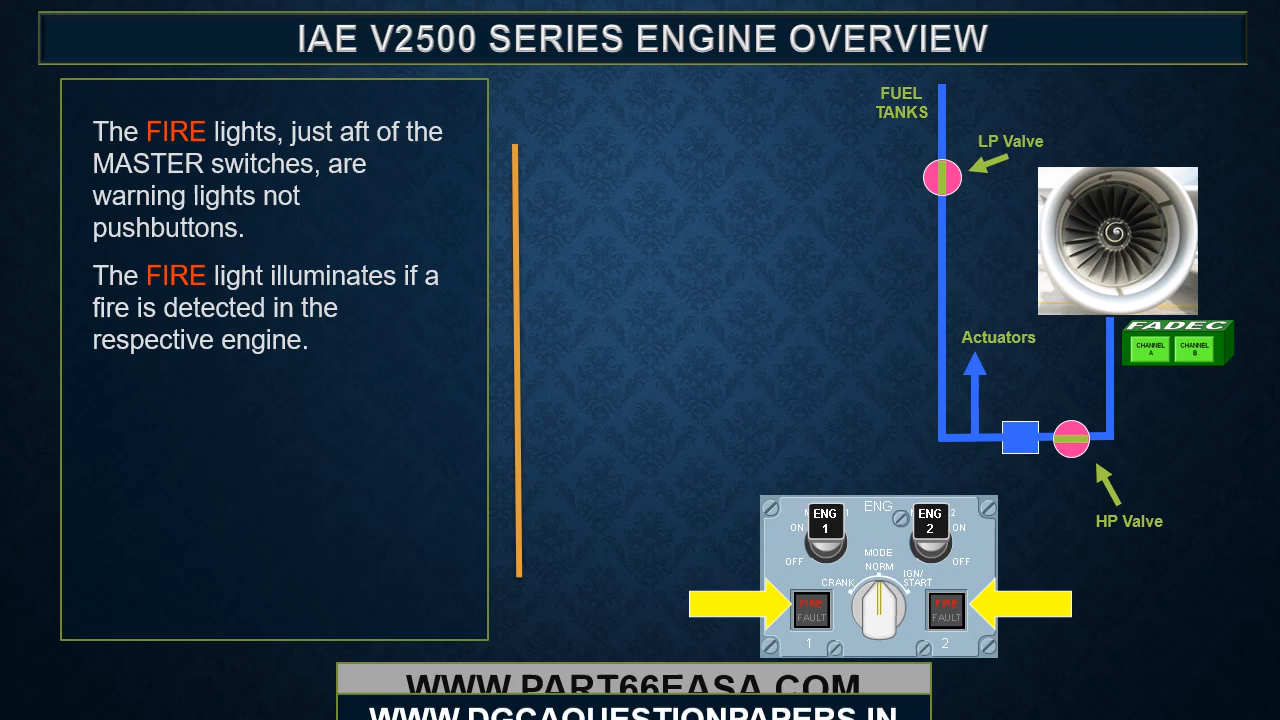 IAE V2500 SERIES ENGINE OVERVIEW
The FIRE lights, just aft of the
MASTER switches, are
warning lights not
pushbuttons.
The FIRE light illuminates if a
fire is detected in the
respective engine.
FUEL
TANKS
LP Valve
FADEC
CHANNEL
A
CHANNEL
B
Actuators
HP Valve
ENG
ENG
1
1
ENG
2
2
ON
OFF
ON
OFF
MODE
NORM
CRANK
IGN/
START
FIRE
FAULT
1
FIRE
FAULT
2
WWW.PART66EASA.COM
WWW.DGCAQUESTIONPAPERS.IN